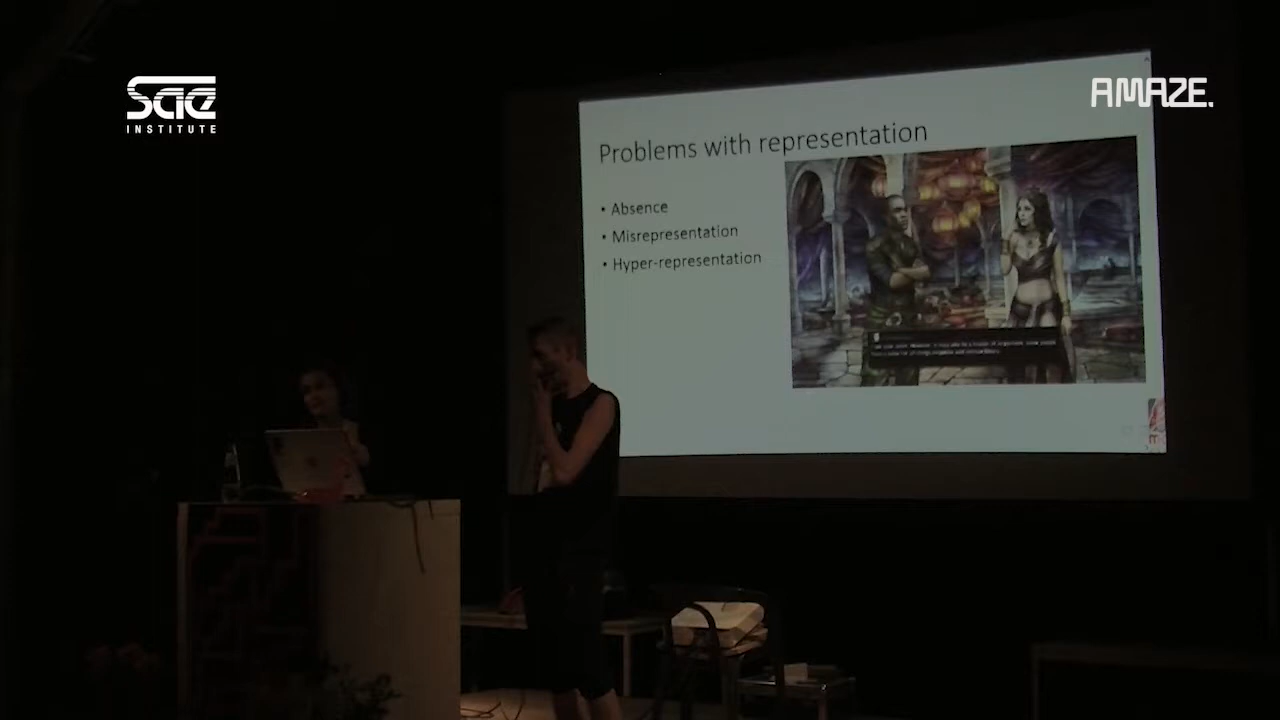 sae
INSTITUTE
AMAZE.
Problems with representation
• Absence
• Misrepresentation
• Hyper-representation